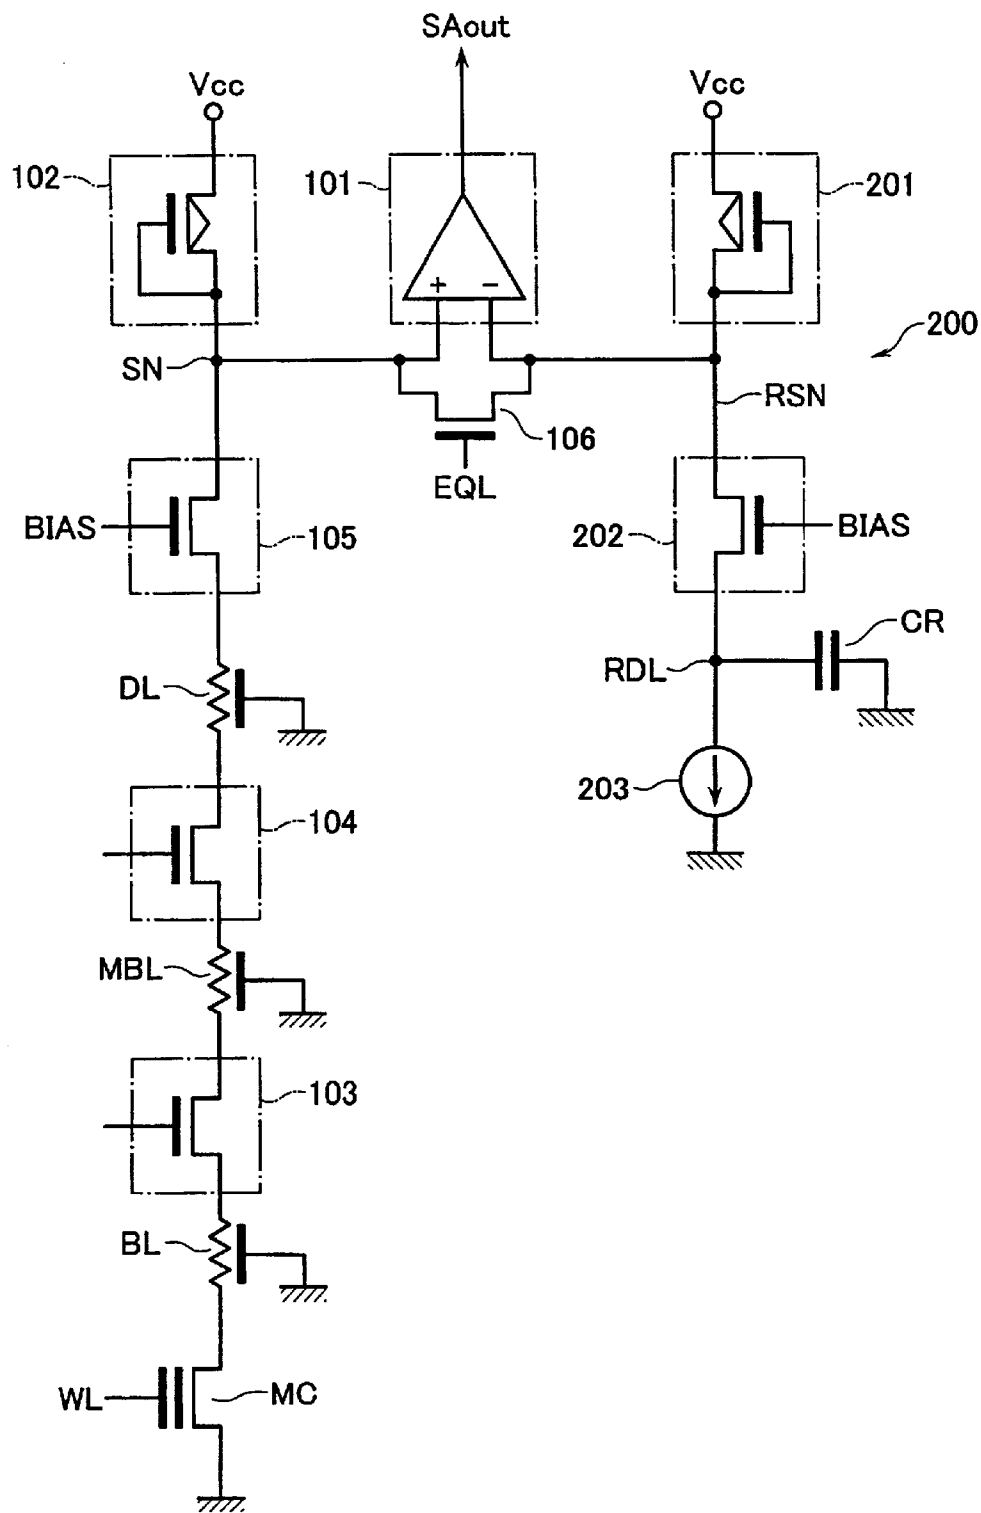 SAout
Vcc
Vcc
102
101
201
+
−
200
SN
RSN
106
EQL
BIAS
105
202
BIAS
CR
DL
RDL
203
104
MBL
103
BL
WL
MC